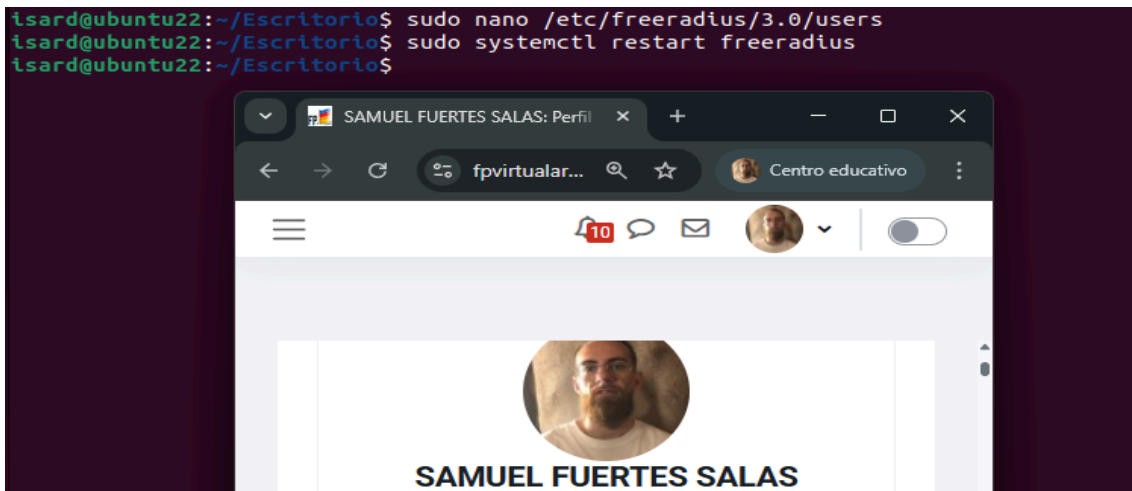 isard@ubuntu22:~/Escritorio$ sudo nano /etc/freeradius/3.0/users
isard@ubuntu22:~/Escritorio$ sudo systemctl restart freeradius
isard@ubuntu22:~/Escritorio$
SAMUEL FUERTES SALAS: Perfil
fpvirtualar... Centro educativo
10
SAMUEL FUERTES SALAS